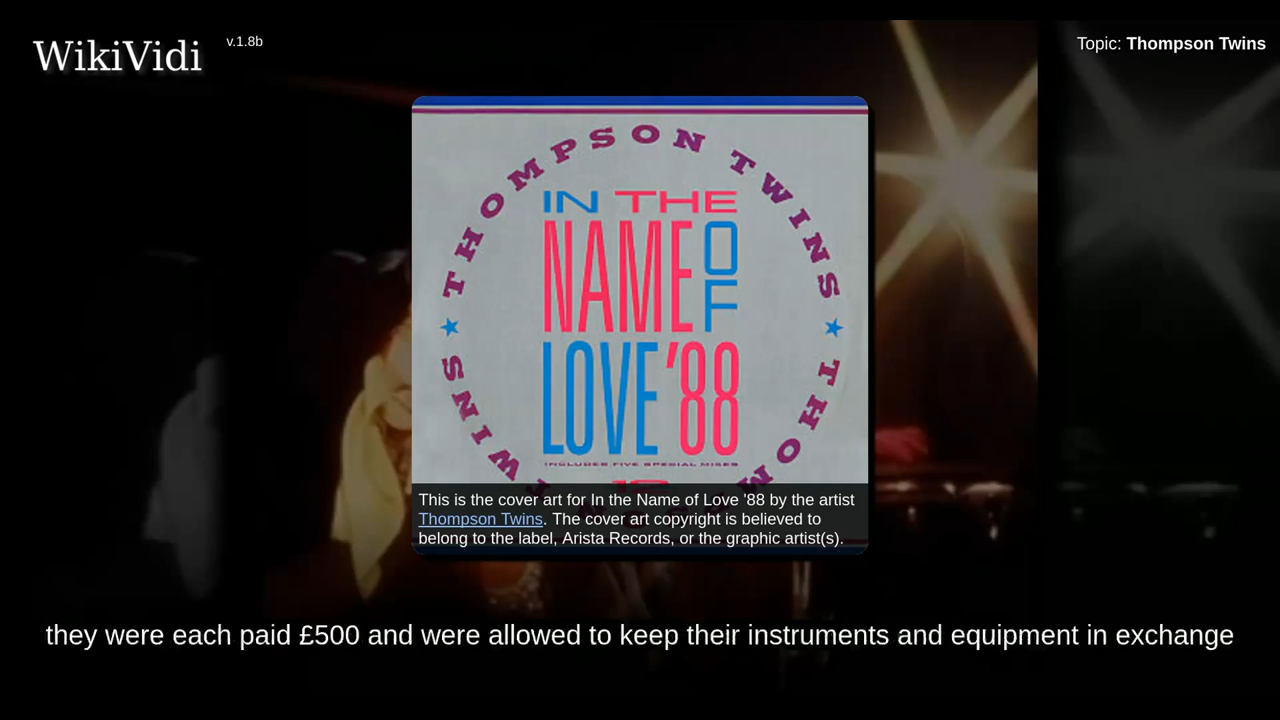 WikiVidi
v.1.8b
Topic: Thompson Twins
THOMPSON TWINS
THOM
WINS
IN THE
NAME OF
LOVE '88
INCLUDES FIVE SPECIAL MIXES
This is the cover art for In the Name of Love '88 by the artist
Thompson Twins. The cover art copyright is believed to
belong to the label, Arista Records, or the graphic artist(s).
they were each paid £500 and were allowed to keep their instruments and equipment in exchange